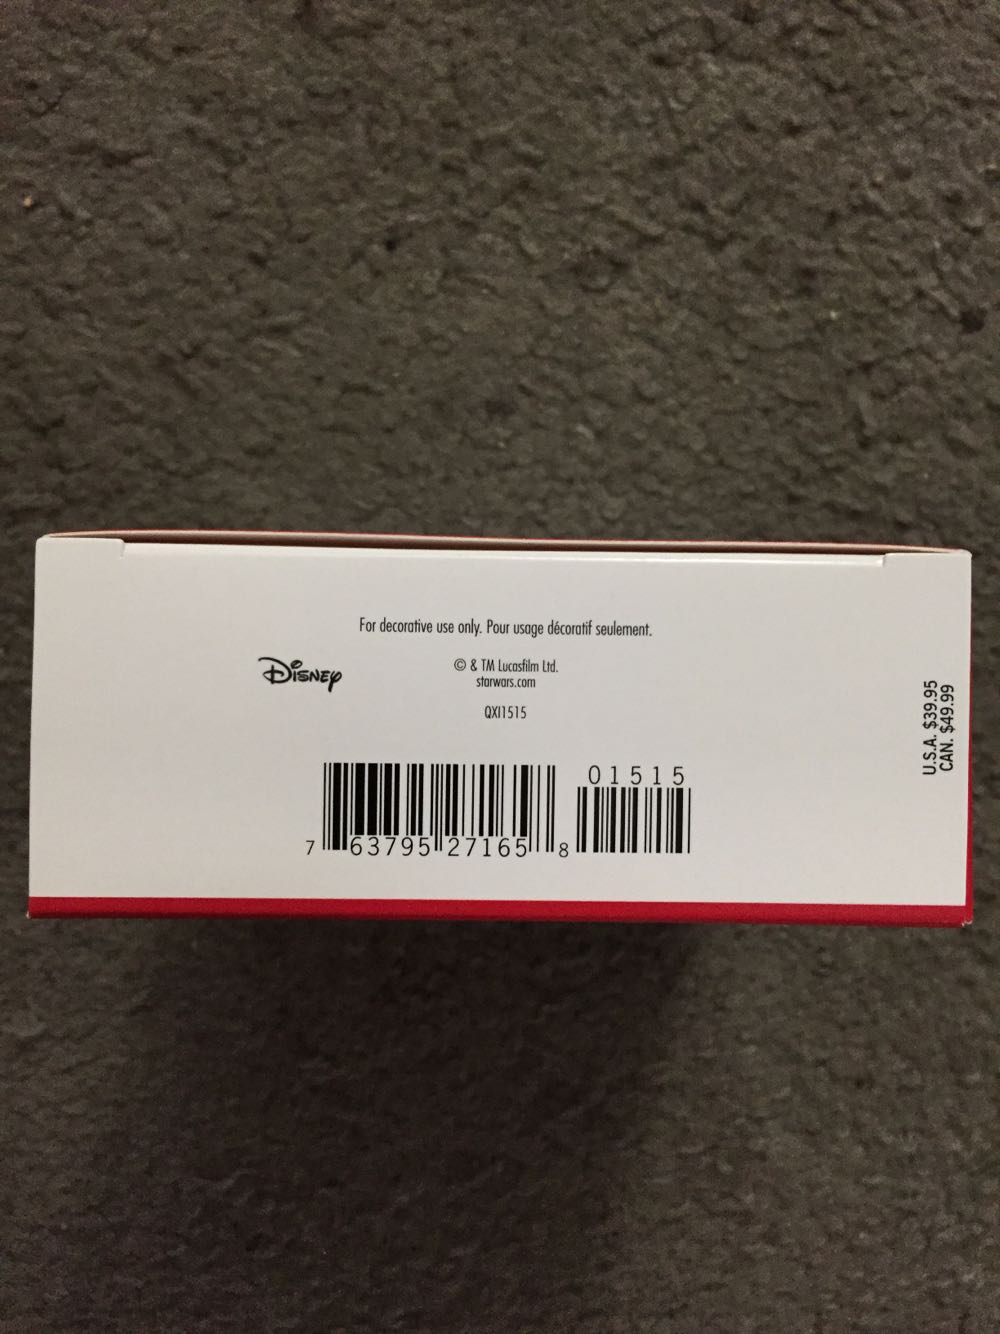 For decorative use only. Pour usage décoratif seulement.
Disney
© & TM Lucasfilm Ltd.
starwars.com
QXI1515
U.S.A. $39.95
CAN. $49.99
01515
7 63795 27165 8